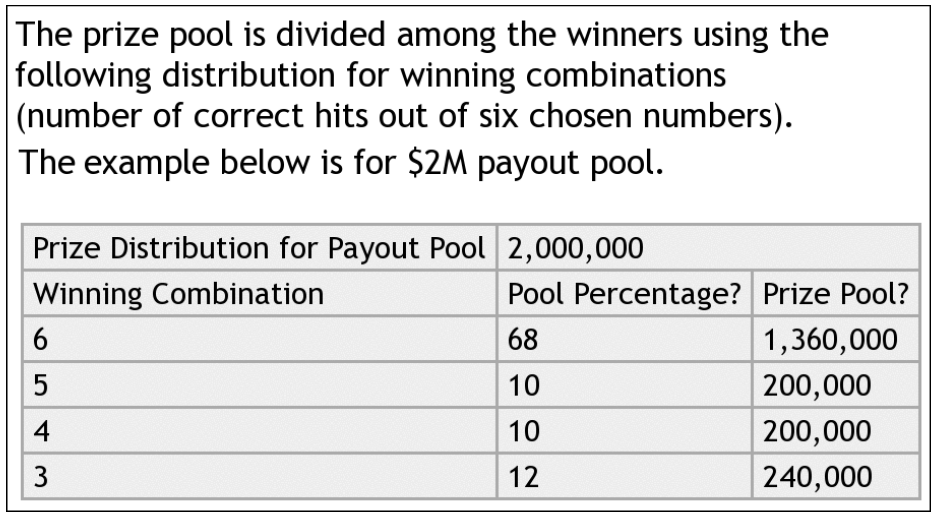 The prize pool is divided among the winners using the
following distribution for winning combinations
(number of correct hits out of six chosen numbers).
The example below is for $2M payout pool.
Prize Distribution for Payout Pool 2,000,000
Winning Combination Pool Percentage? Prize Pool?
6 68 1,360,000
5 10 200,000
4 10 200,000
3 12 240,000